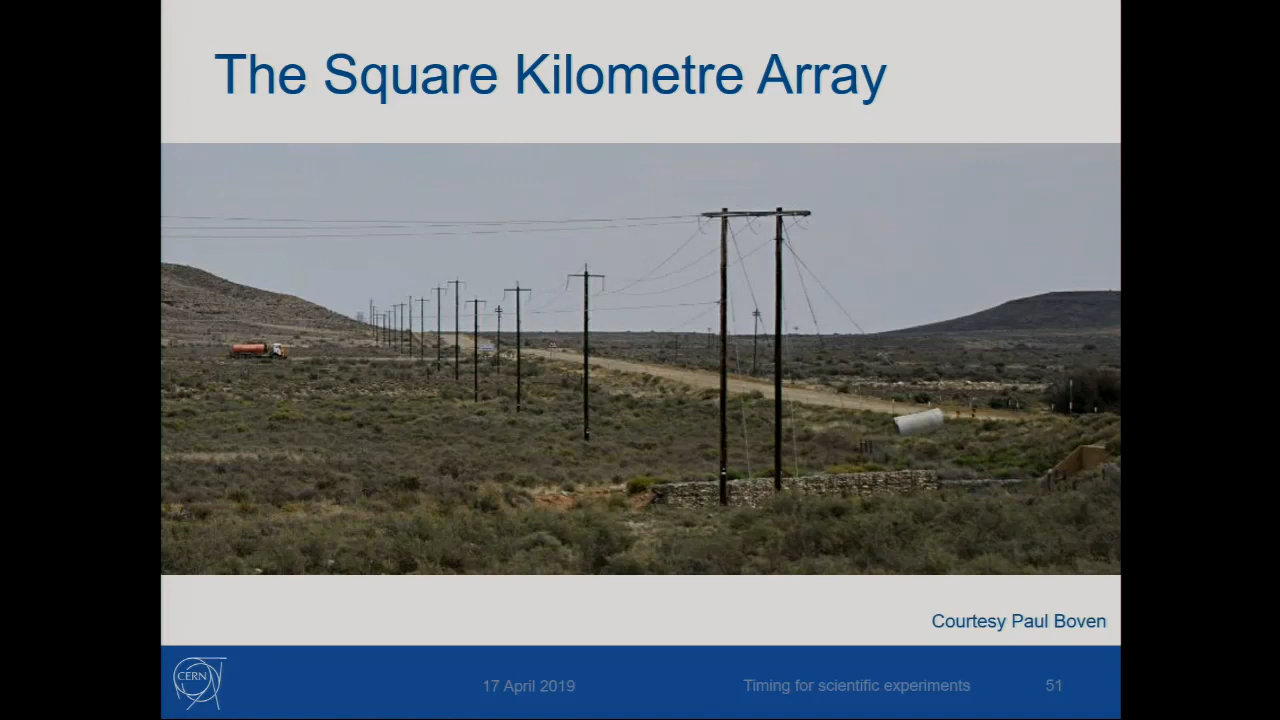 The Square Kilometre Array
Courtesy Paul Boven
CERN
17 April 2019
Timing for scientific experiments
51